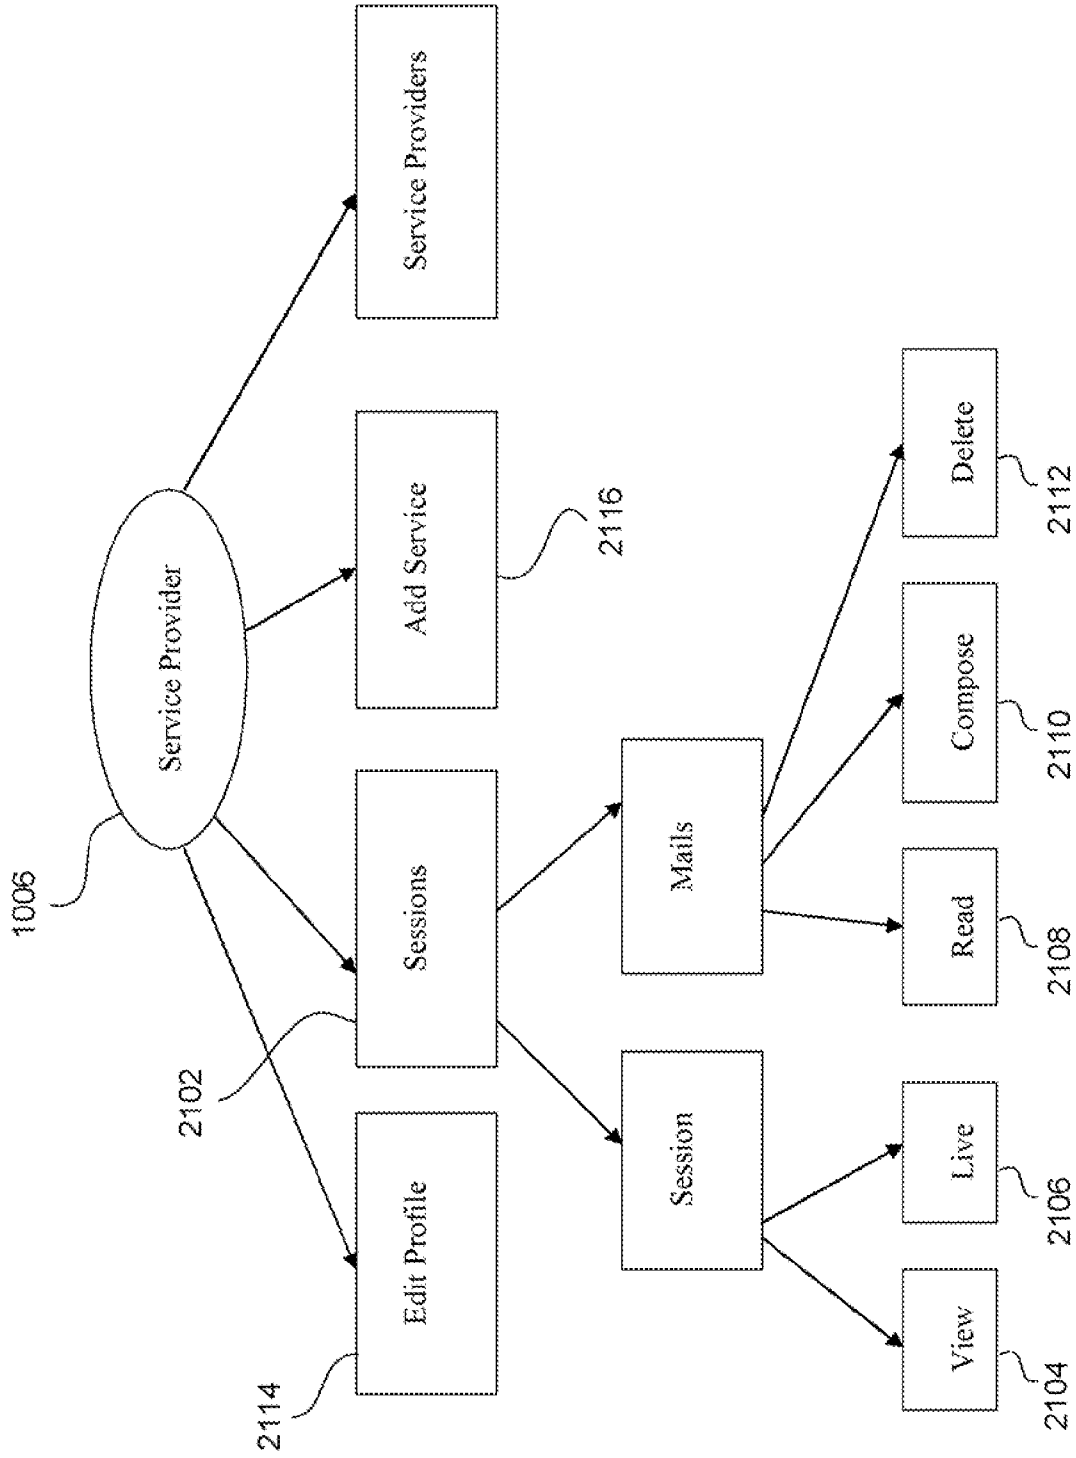 1006
Service Provider
2114
2102
Edit Profile
Sessions
Add Service
Service Providers
2116
Session
Mails
View
Live
Read
Compose
Delete
2104
2106
2108
2110
2112